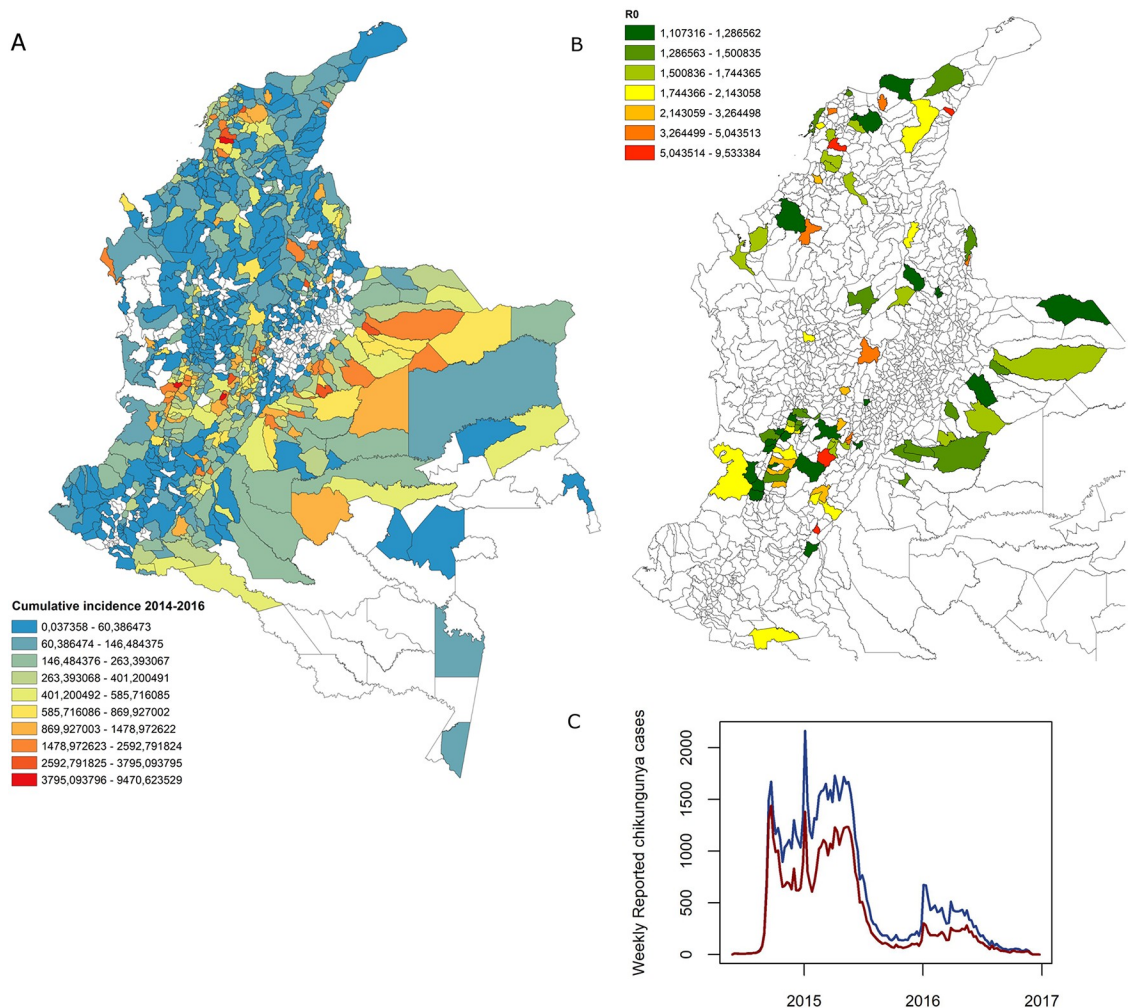 A
B
R0
1,107316 - 1,286562
1,286563 - 1,500835
1,500836 - 1,744365
1,744366 - 2,143058
2,143059 - 3,264498
3,264499 - 5,043513
5,043514 - 9,533384
Cumulative incidence 2014-2016
0,037358 - 60,386473
60,386474 - 146,484375
146,484376 - 263,393067
263,393068 - 401,200491
401,200492 - 585,716085
585,716086 - 869,927002
869,927003 - 1478,972622
1478,972623 - 2592,791824
2592,791825 - 3795,093795
3795,093796 - 9470,623529
C
Weekly Reported chikungunya cases
2000
1500
1000
500
0
2015 2016 2017